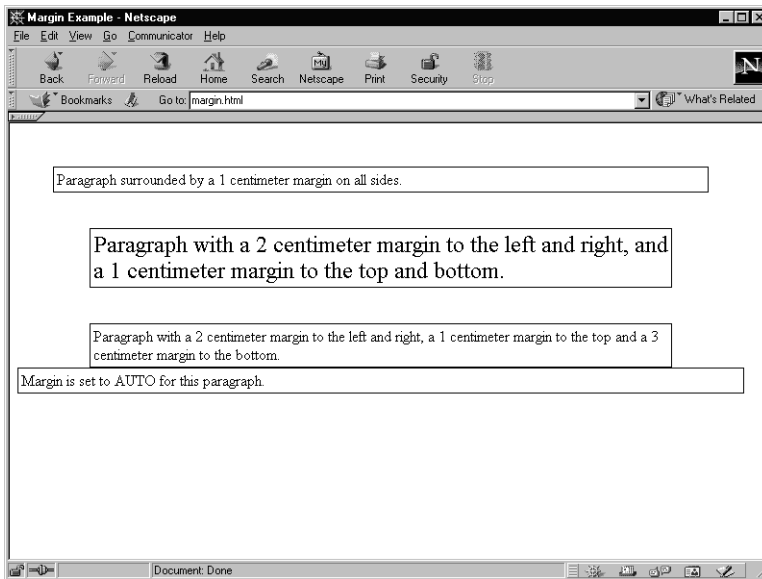 Margin Example - Netscape
File Edit View Go Communicator Help
My
N
Back Forward Reload Home Search Netscape Print Security Stop
Bookmarks Go to: margin.html What's Related
Paragraph surrounded by a 1 centimeter margin on all sides.
Paragraph with a 2 centimeter margin to the left and right, and
a 1 centimeter margin to the top and bottom.
Paragraph with a 2 centimeter margin to the left and right, a 1 centimeter margin to the top and a 3
centimeter margin to the bottom.
Margin is set to AUTO for this paragraph.
Document: Done